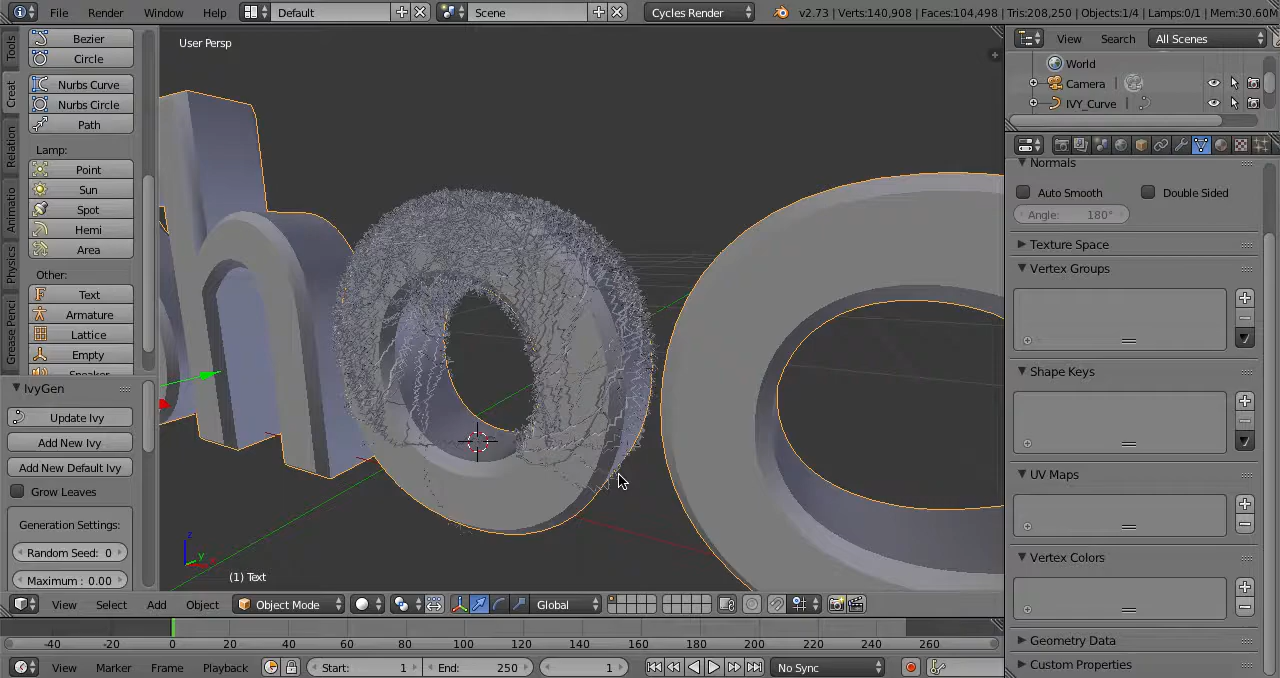 File Render Window Help Default Scene Cycles Render v2.73 | Verts:140,908 | Faces:104,498 | Tris:208,250 | Objects:1/4 | Lamps:0/1 | Mem:30.60M
Tools
Creat
Relation
Animatio
Physics
Grease Penci
Bezier
Circle
Nurbs Curve
Nurbs Circle
Path
Lamp:
Point
Sun
Spot
Hemi
Area
Other:
Text
Armature
Lattice
Empty
Speaker
IvyGen
Update Ivy
Add New Ivy
Add New Default Ivy
Grow Leaves
Generation Settings:
Random Seed: 0
Maximum : 0.00
User Persp
z
y
x
(1) Text
View Select Add Object Object Mode Global
-40 -20 0 20 40 60 80 100 120 140 160 180 200 220 240 260
View Marker Frame Playback Start: 1 End: 250 1 No Sync
View Search All Scenes
World
Camera
IVY_Curve
Normals
Auto Smooth Double Sided
Angle: 180°
Texture Space
Vertex Groups
Shape Keys
UV Maps
Vertex Colors
Geometry Data
Custom Properties